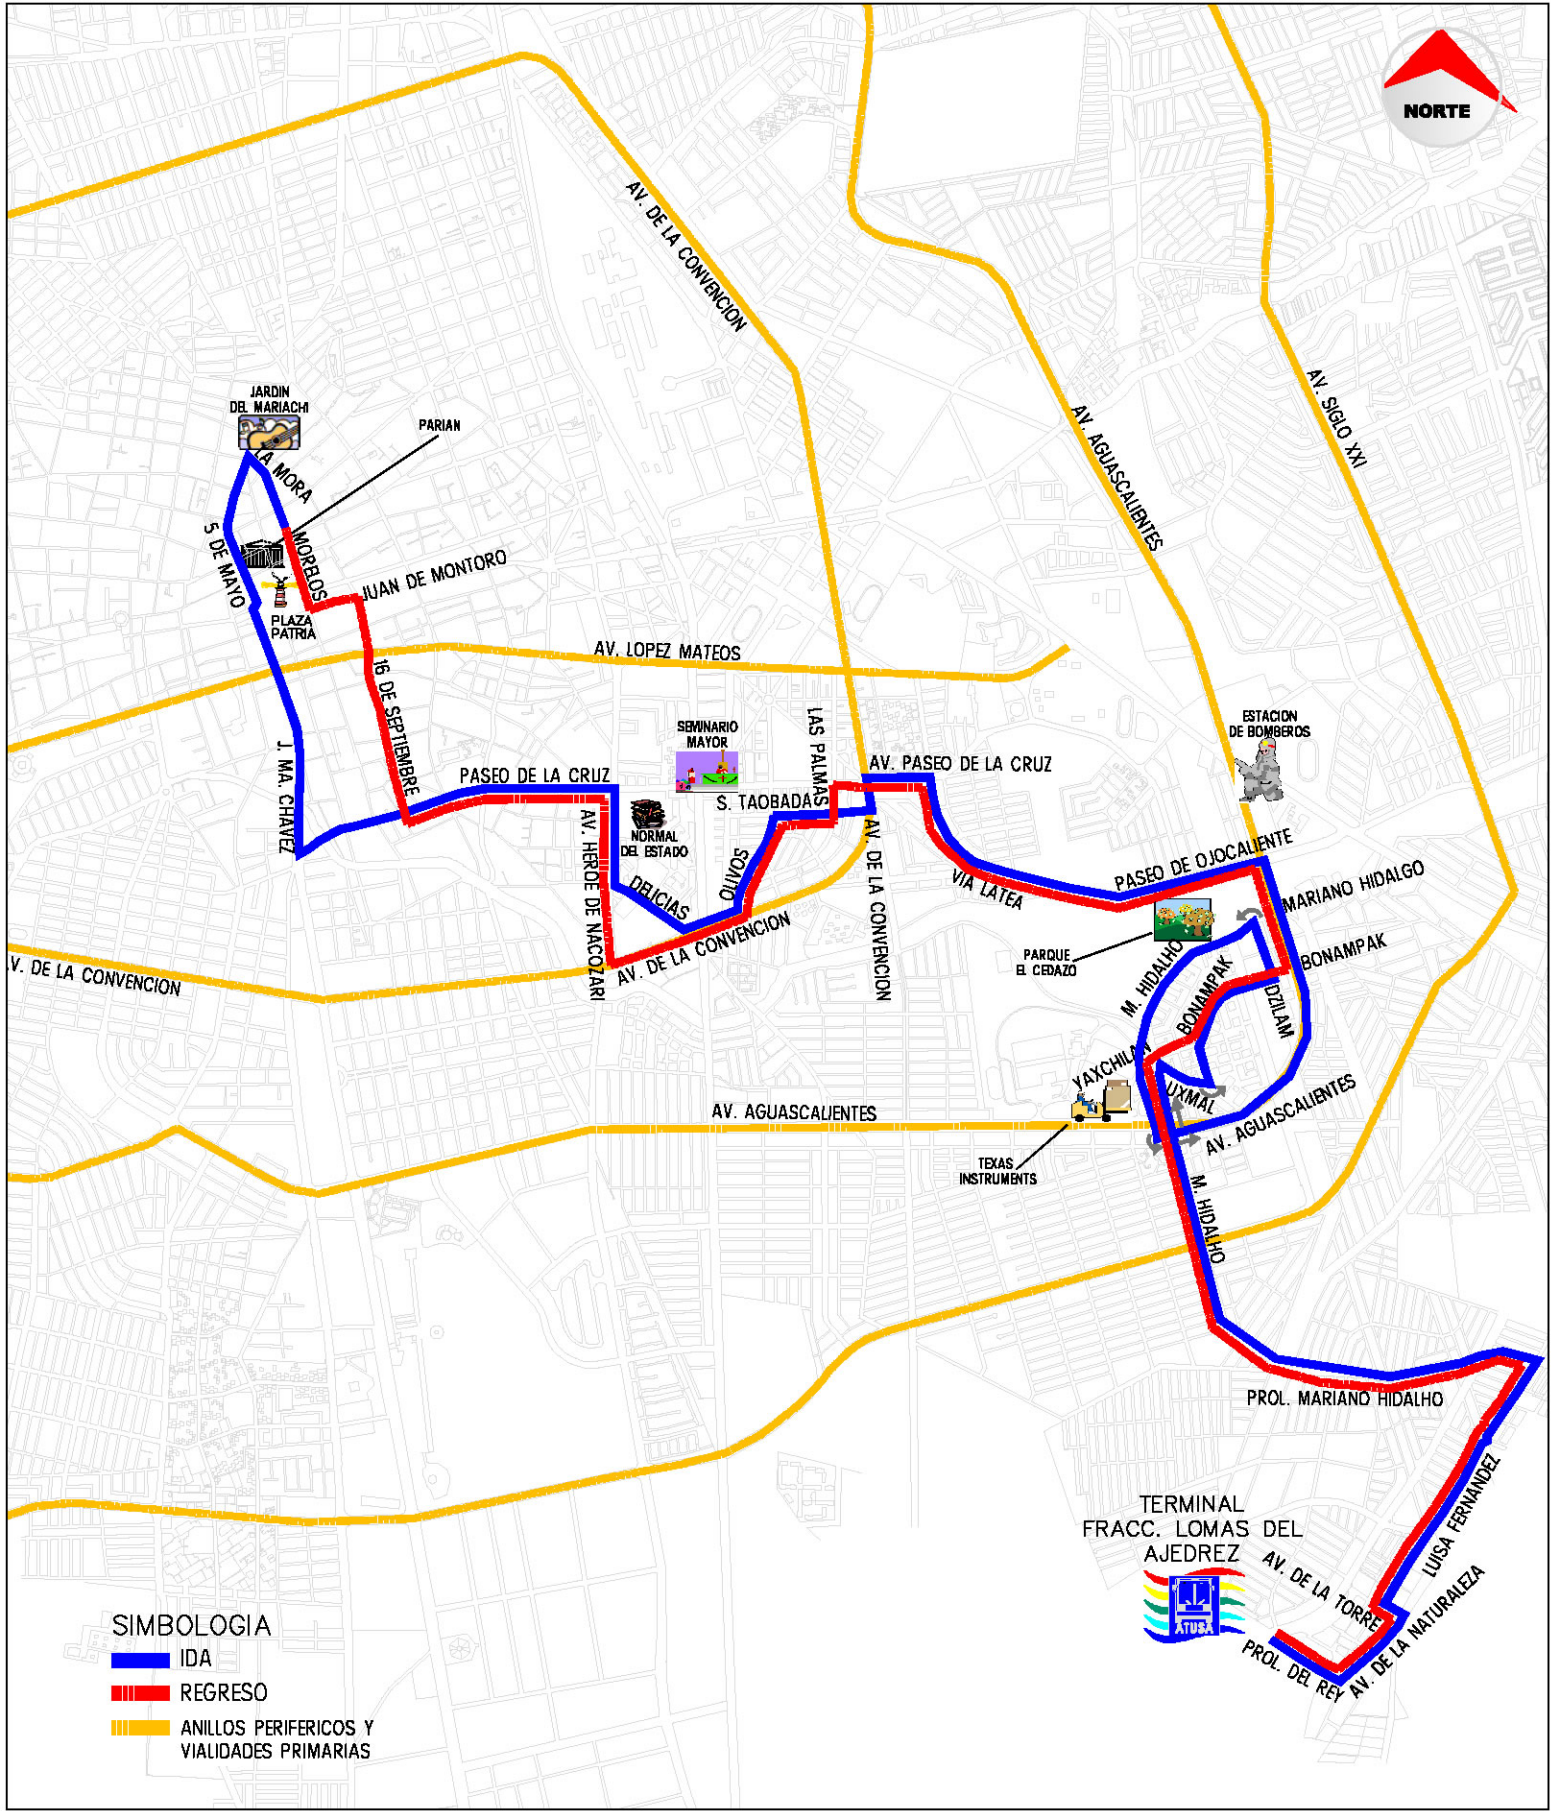 NORTE
AV. DE LA CONVENCION
AV. SIGLO XXI
AV. AGUASCALIENTES
JARDIN
DEL MARIACHI
PARIAN
LA MORA
5 DE MAYO
MORELOS
JUAN DE MONTORO
PLAZA
PATRIA
AV. LOPEZ MATEOS
16 DE SEPTIEMBRE
J. MA. CHAVEZ
SEMINARIO
MAYOR
LAS PALMAS
ESTACION
DE BOMBEROS
PASEO DE LA CRUZ
AV. PASEO DE LA CRUZ
S. TAOBADA
NORMAL
DEL ESTADO
AV. HEROE DE NACOZARI
DELICIAS
AV. DE LA CONVENCION
AV. DE LA CONVENCION
VIA LATEA
PASEO DE OJOCALIENTE
MARIANO HIDALGO
BONAMPAK
PARQUE
EL CEDAZO
M. HIDALHO
BONAMPAK
DZILAM
V. DE LA CONVENCION
YAXCHILAN
UXMAL
AV. AGUASCALIENTES
AV. AGUASCALIENTES
TEXAS
INSTRUMENTS
M. HIDALHO
PROL. MARIANO HIDALHO
LUISA FERNANDEZ
TERMINAL
FRACC. LOMAS DEL
AJEDREZ
ATUSA
AV. DE LA TORRE
AV. DE LA NATURALEZA
PROL. DEL REY
SIMBOLOGIA
IDA
REGRESO
ANILLOS PERIFERICOS Y
VIALIDADES PRIMARIAS